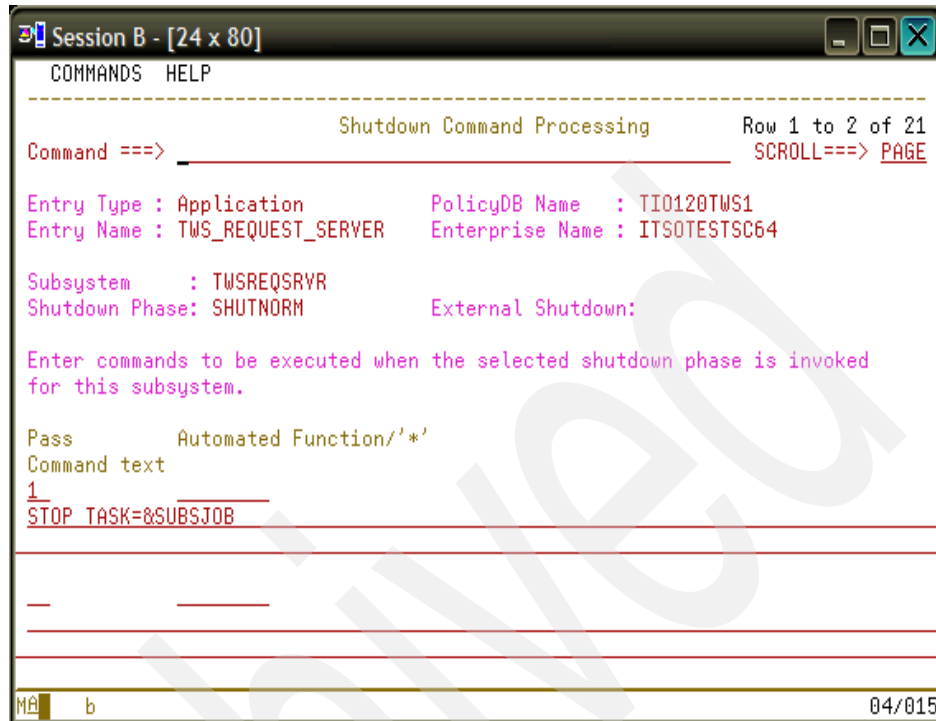 Session B - [24 x 80]
COMMANDS HELP
Shutdown Command Processing Row 1 to 2 of 21
Command ===> SCROLL===> PAGE
Entry Type : Application PolicyDB Name : TIO120TWS1
Entry Name : TWS_REQUEST_SERVER Enterprise Name : ITSOTESTSC64
Subsystem : TWSREQSRVR
Shutdown Phase: SHUTNORM External Shutdown:
Enter commands to be executed when the selected shutdown phase is invoked
for this subsystem.
Pass Automated Function/'*'
Command text
1
STOP TASK=&SUBSJOB
MA b 04/015